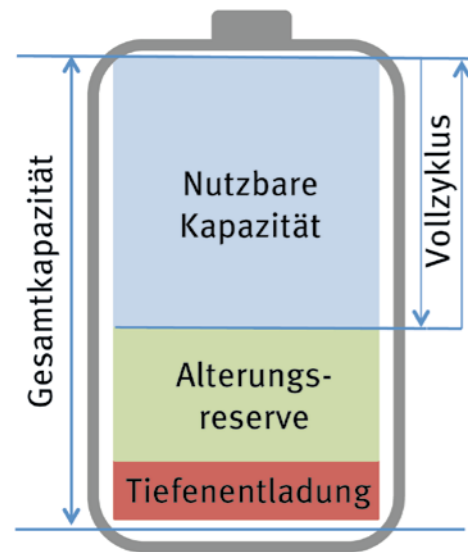 Gesamtkapazität
Nutzbare
Kapazität
Vollzyklus
Alterungs-
reserve
Tiefenentladung